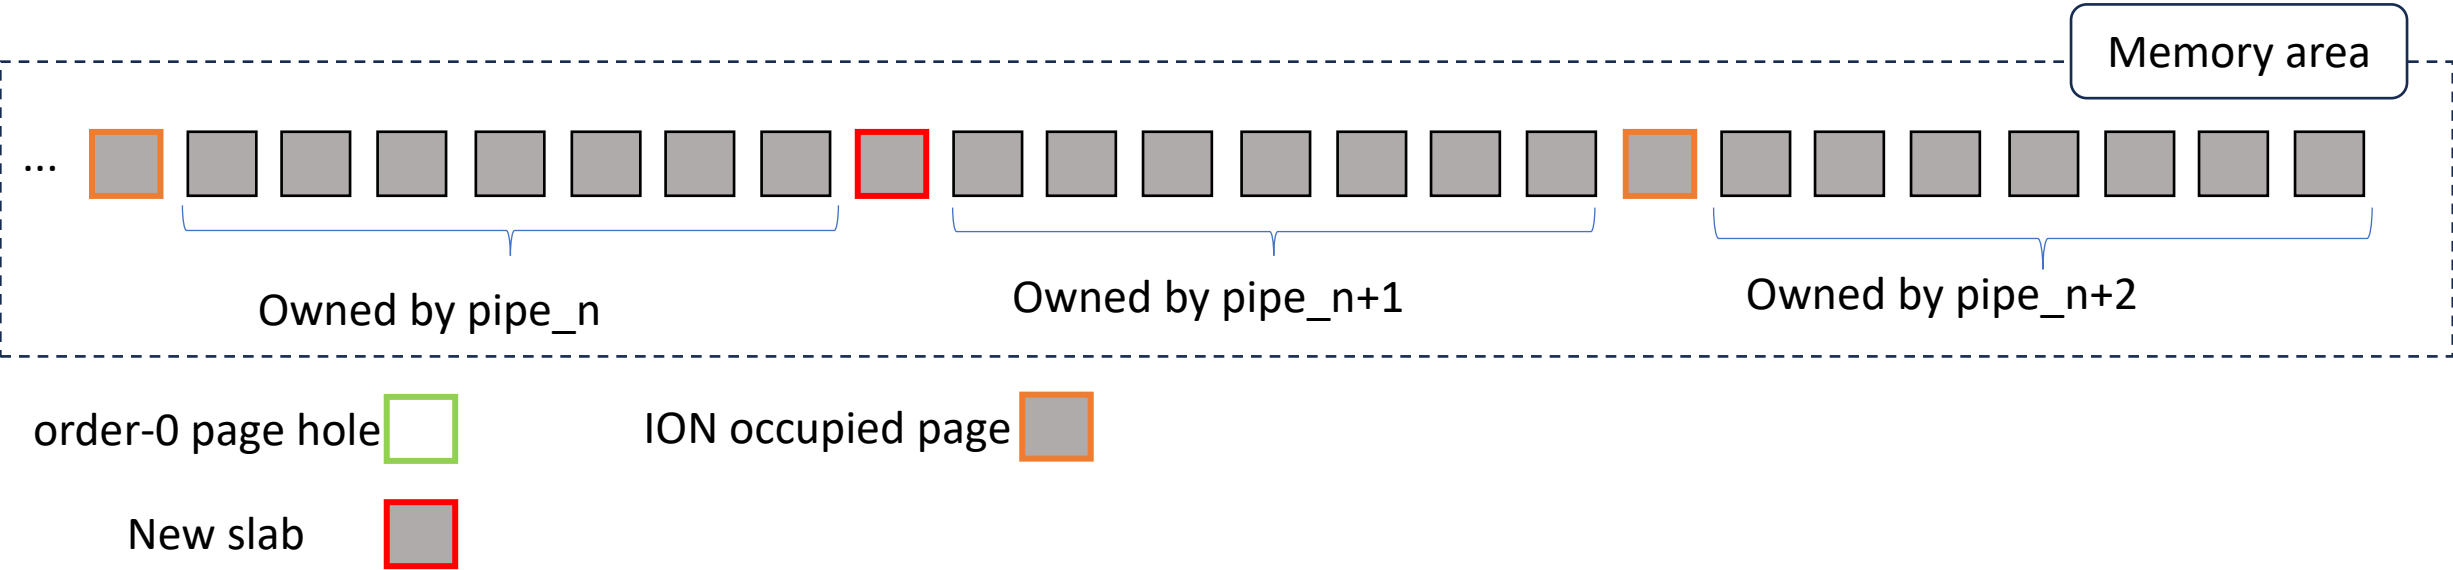 Memory area
...
Owned by pipe_n
Owned by pipe_n+1
Owned by pipe_n+2
order-0 page hole
ION occupied page
New slab